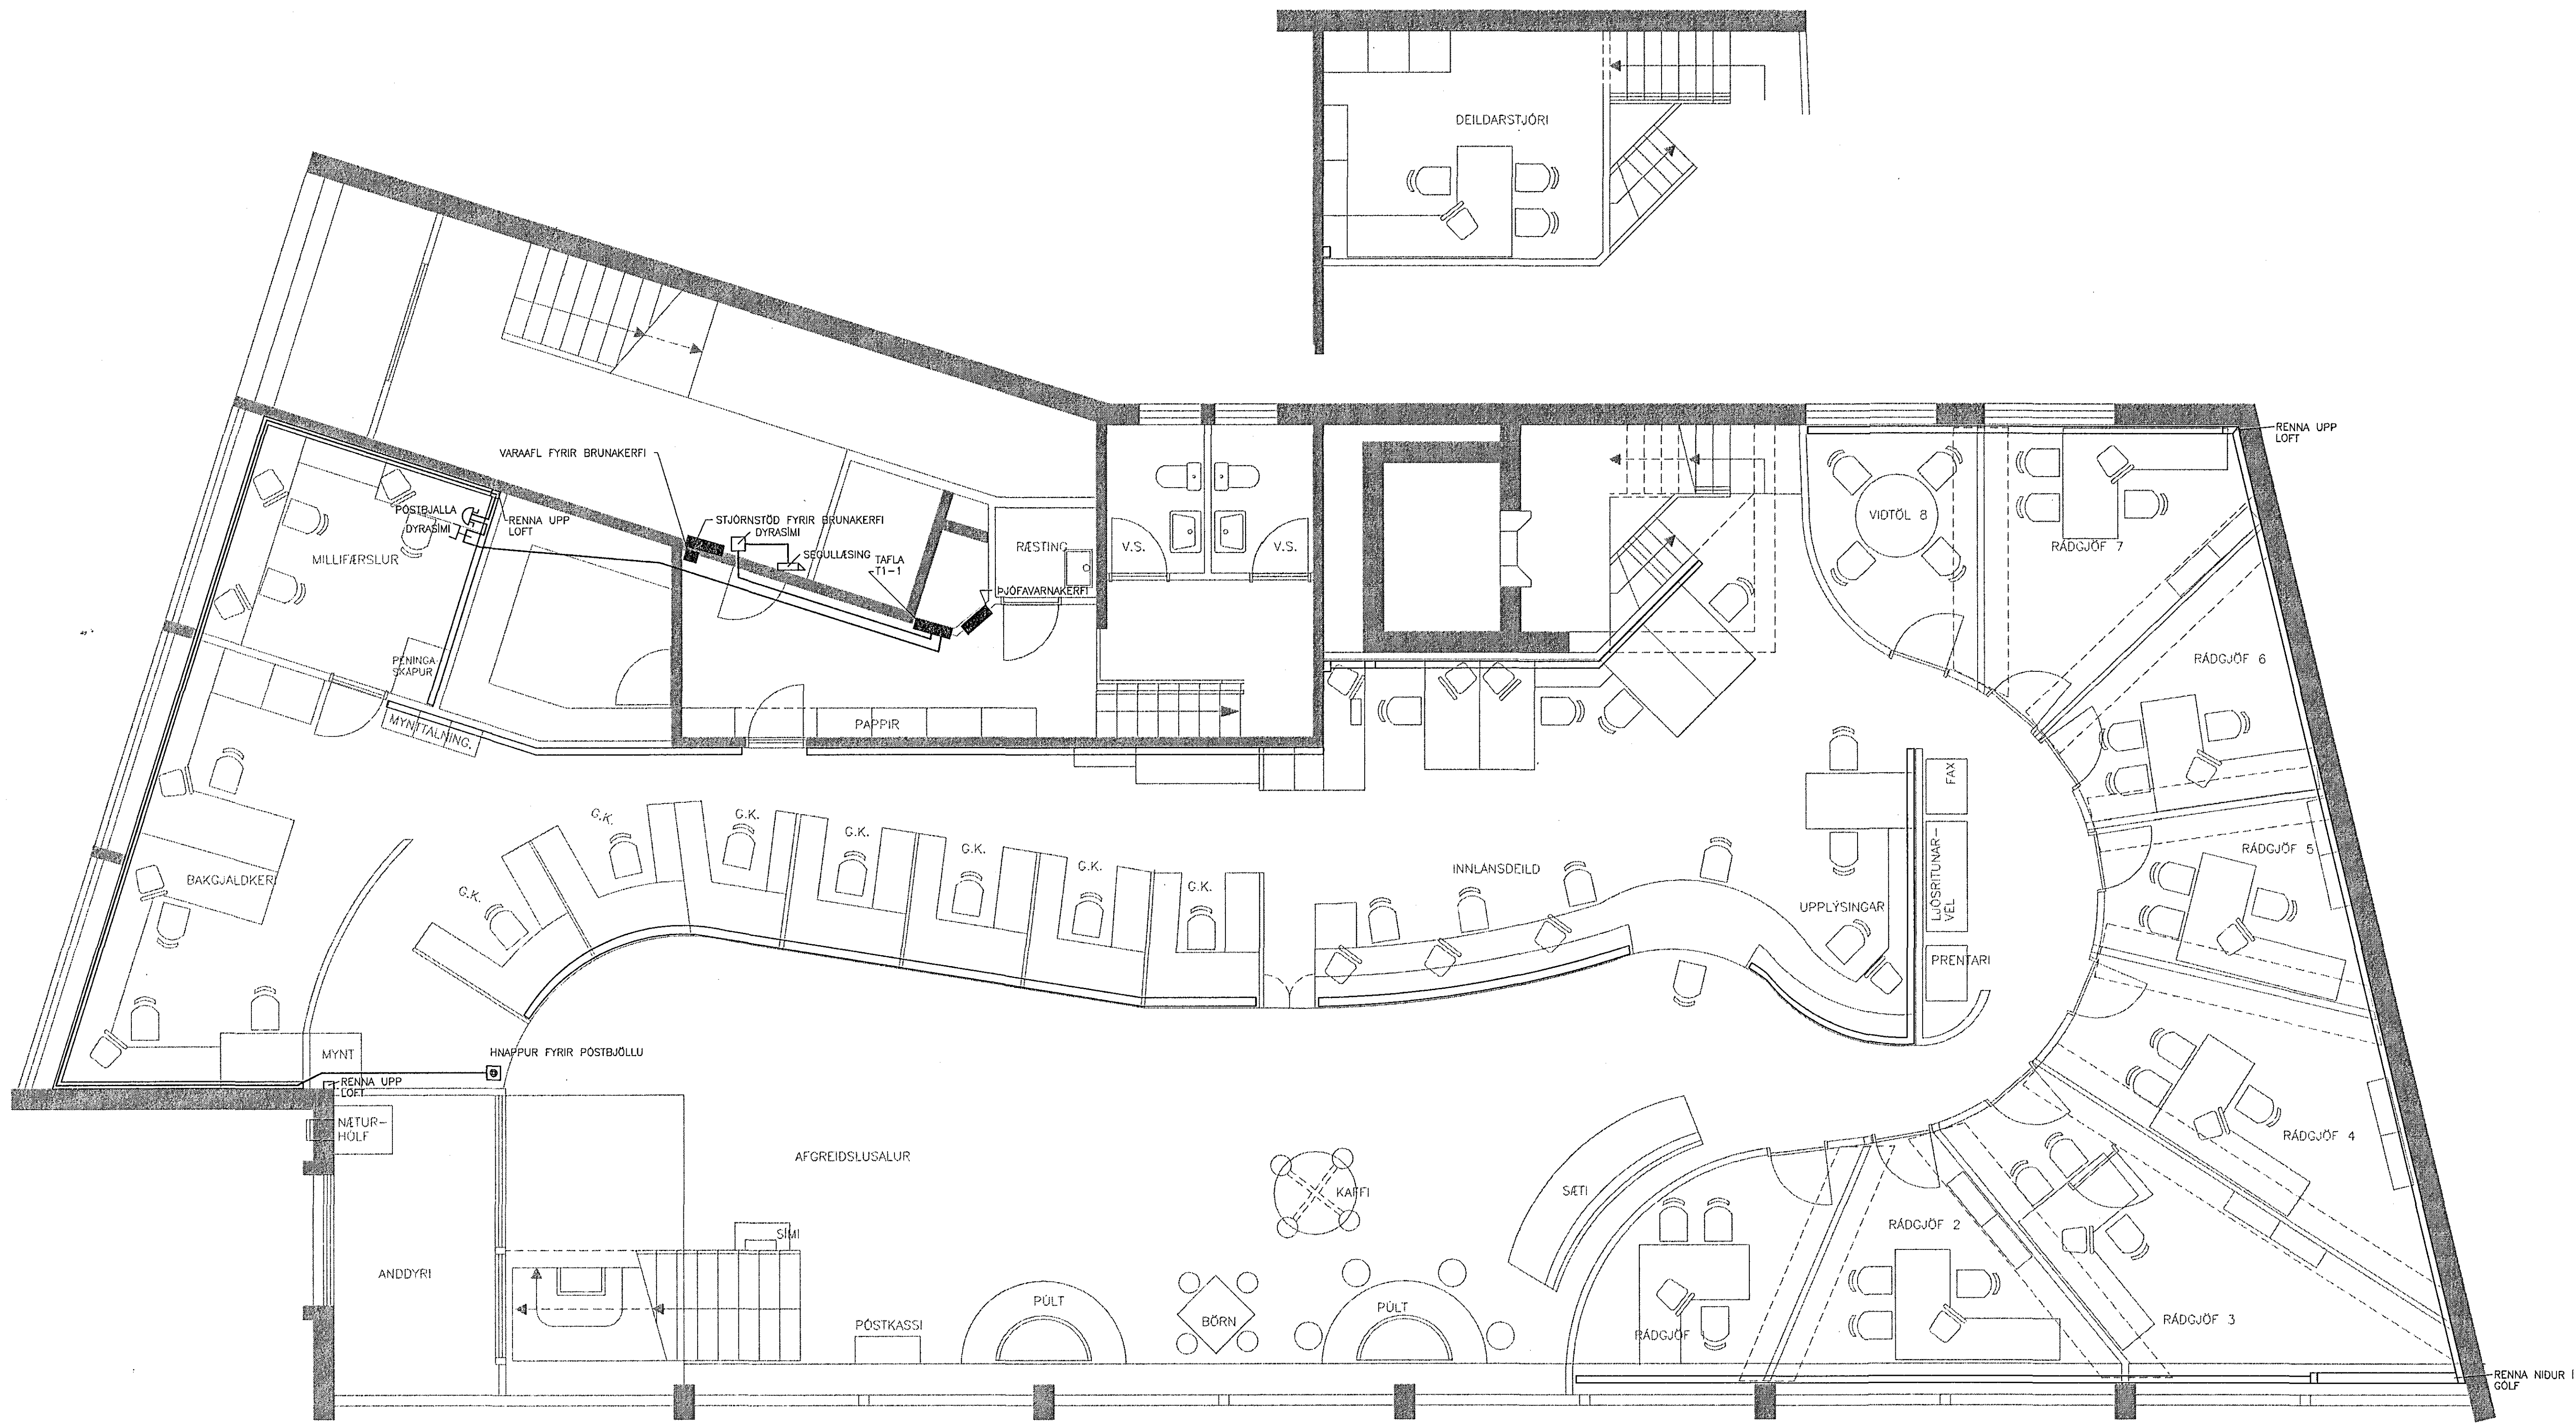 DEILDARSTJÓRI
RENNA UPP
LOFT
VARAAFL FYRIR BRUNAKERFI
PÓSTBJALLA
DYRASÍMI
RENNA UPP
LOFT
STJÓRNSTÖÐ FYRIR BRUNAKERFI
DYRASÍMI
SEGULLÆSING
TAFLA
T1-1
ÞJÓFAVARNAKERFI
RÆSTING
V.S.
V.S.
VIÐTÖL 8
RÁÐGJÖF 7
MILLIFÆRSLUR
PENINGA-
SKÁPUR
RÁÐGJÖF 6
MYNTTALNING.
PAPPIR
FAX
G.K.
G.K.
G.K.
G.K.
G.K.
G.K.
G.K.
RÁÐGJÖF 5
BAKGJALDKERI
INNLÁNSDEILD
UPPLÝSINGAR
LJÓSRITUNAR-
VÉL
PRENTARI
MYNT
HNAPPUR FYRIR PÓSTBJÖLLU
RENNA UPP
LOFT
NÆTUR-
HÓLF
RÁÐGJÖF 4
AFGREIÐSLUSALUR
KAFFI
SÆTI
RÁÐGJÖF 2
SÍMI
ANDDYRI
PÚLT
PÚLT
BÖRN
PÓSTKASSI
RÁÐGJÖF 3
RÁÐGJÖF
RENNA NIÐUR Í
GÓLF